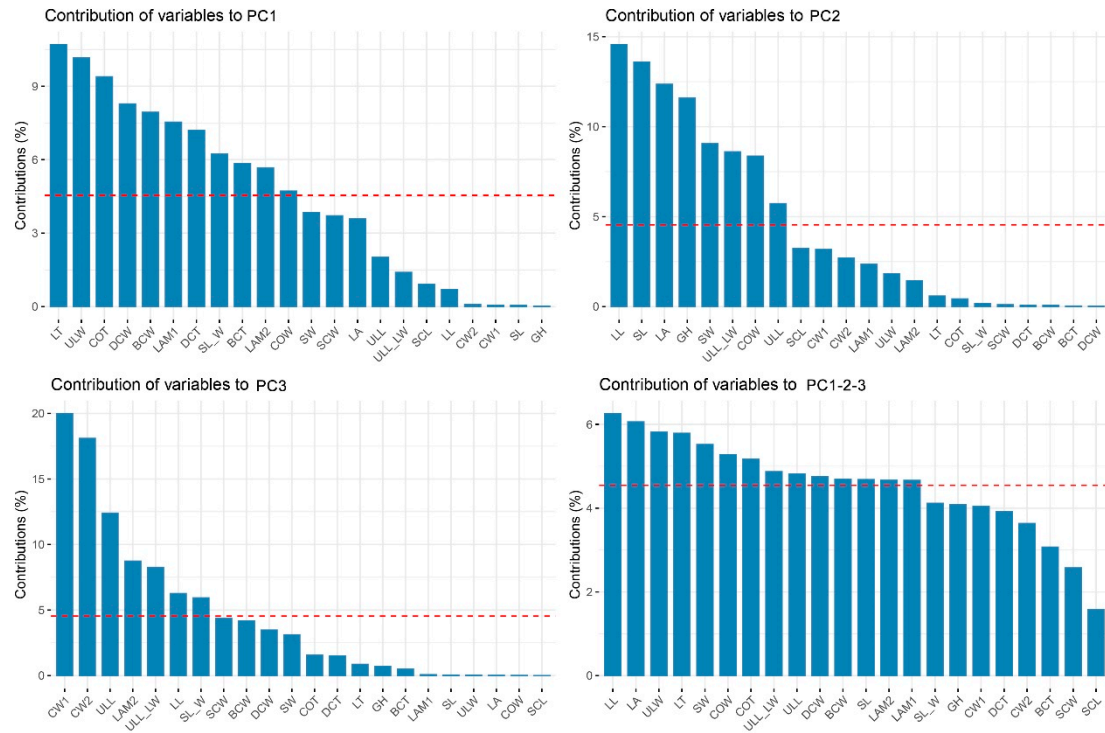 Contribution of variables to PC1
Contributions (%)
9
6
3
0
LT ULW COT DCW BCW LAM1 DCT SL_W BCT LAM2 COW SW SCW LA ULL ULL_LW SCL LL CW2 CW1 SL GH
Contribution of variables to PC2
Contributions (%)
15
10
5
0
LL SL LA GH SW ULL_LW COW ULL SCL CW1 CW2 LAM1 ULW LAM2 LT COT SL_W SCW DCT BCW BCT DCW
Contribution of variables to PC3
Contributions (%)
20
15
10
5
0
CW1 CW2 ULL LAM2 ULL_LW LL SL_W SCW BCW DCW SW COT DCT LT GH BCT LAM1 SL ULW LA COW SCL
Contribution of variables to PC1-2-3
Contributions (%)
6
4
2
0
LL LA ULW LT SW COW COT ULL_LW ULL DCW BCW SL LAM2 LAM1 SL_W GH CW1 DCT CW2 BCT SCW SCL